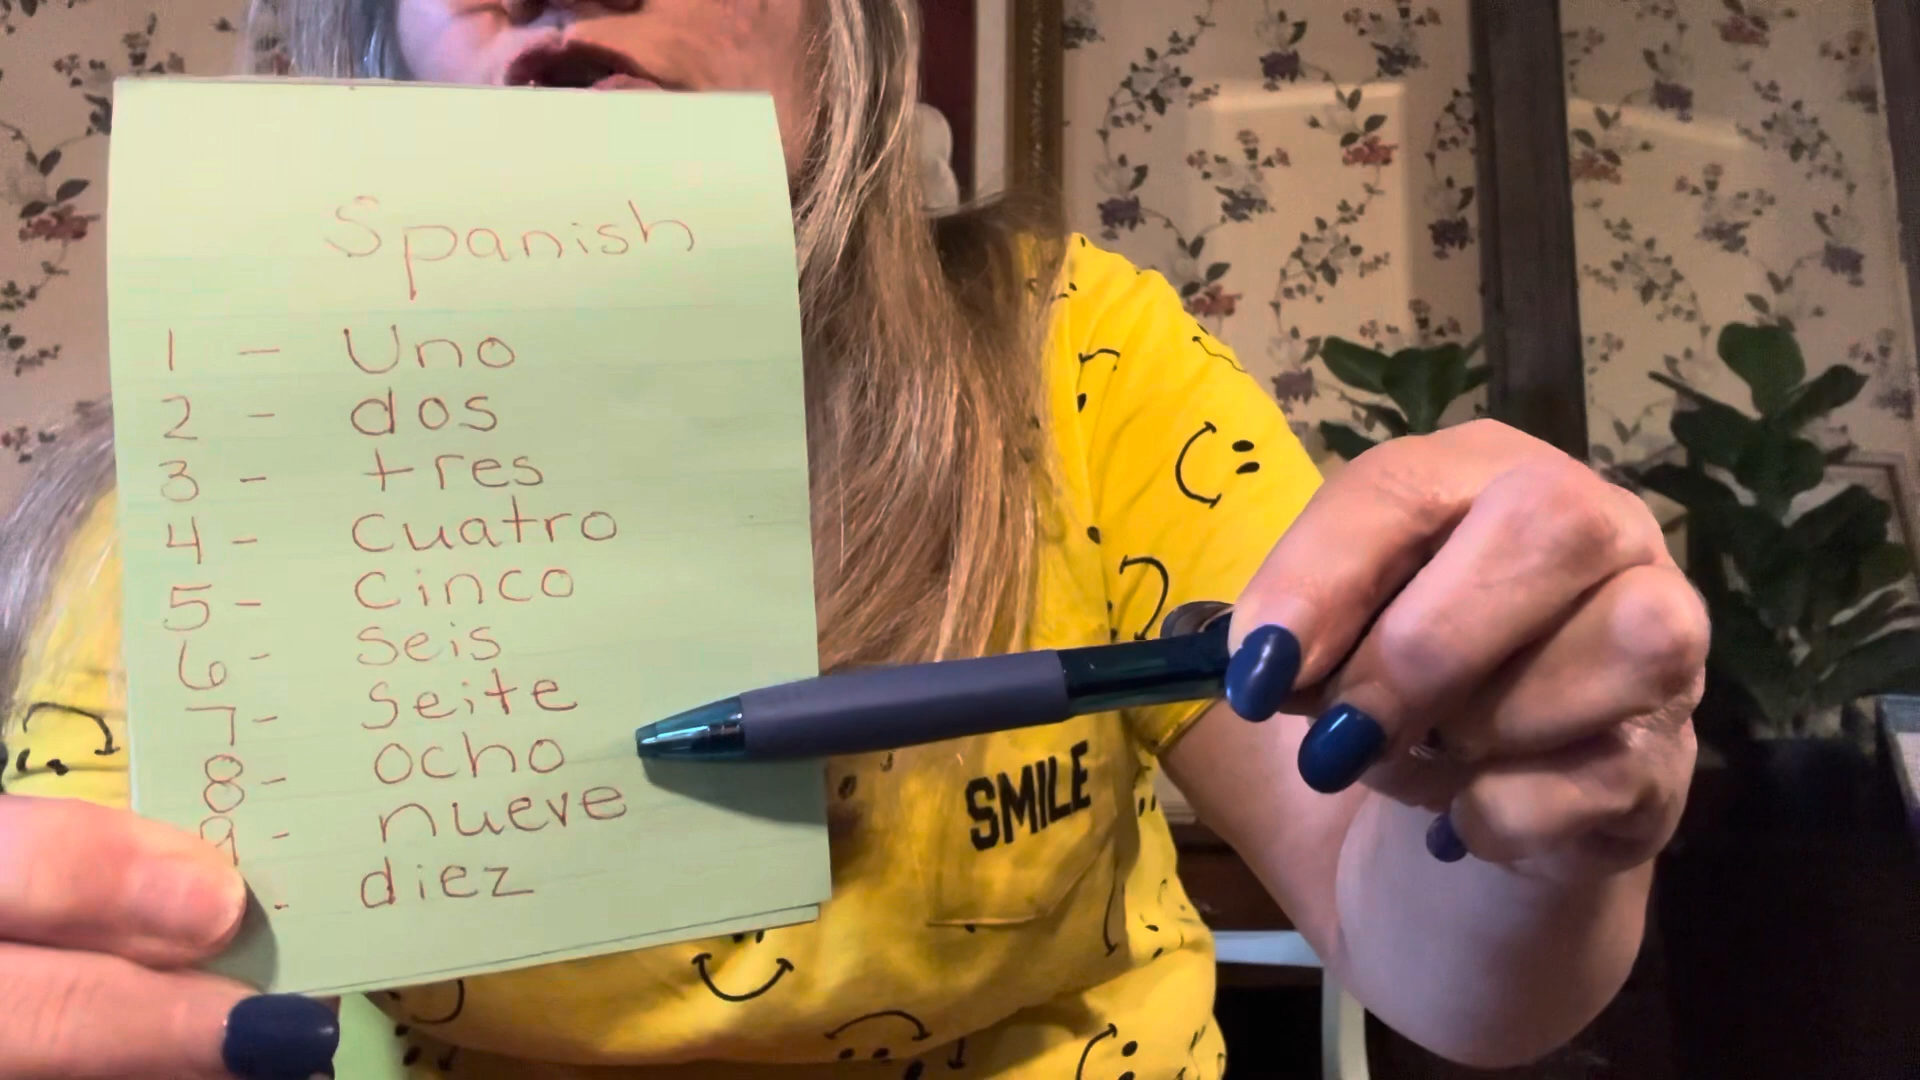 Spanish
1 - Uno
2 - dos
3 - tres
4 - cuatro
5 - cinco
6 - seis
7 - seite
8 - ocho
9 - nueve
- diez
SMILE